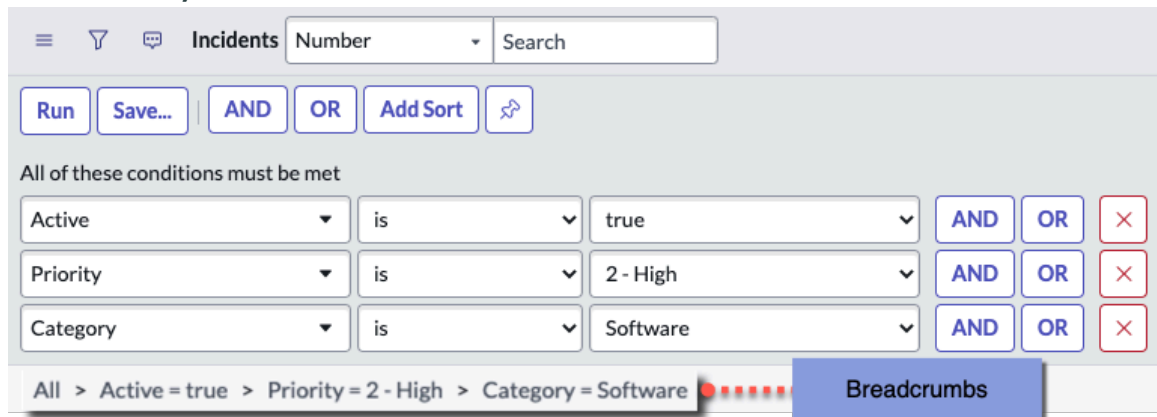 Incidents Number Search
Run Save... AND OR Add Sort
All of these conditions must be met
Active is true AND OR
Priority is 2 - High AND OR
Category is Software AND OR
All > Active = true > Priority = 2 - High > Category = Software Breadcrumbs